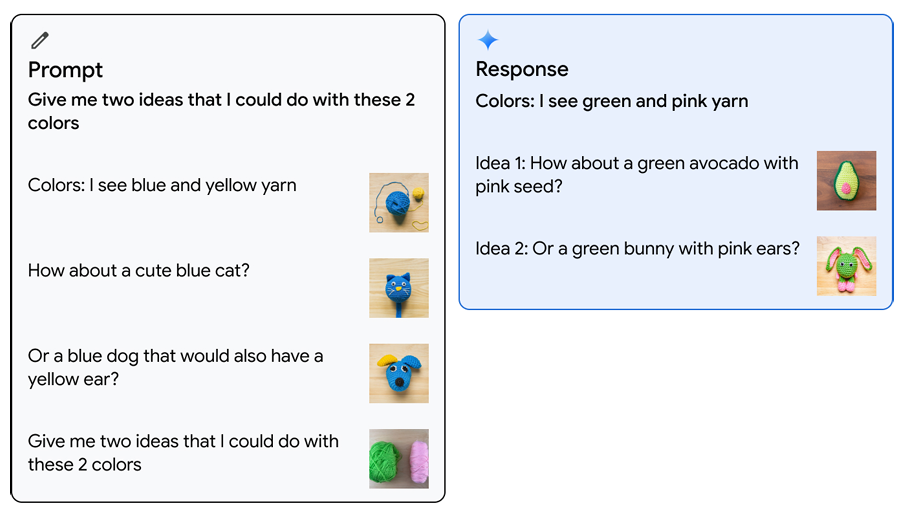 Prompt
Give me two ideas that I could do with these 2
colors
Colors: I see blue and yellow yarn
How about a cute blue cat?
Or a blue dog that would also have a
yellow ear?
Give me two ideas that I could do with
these 2 colors
Response
Colors: I see green and pink yarn
Idea 1: How about a green avocado with
pink seed?
Idea 2: Or a green bunny with pink ears?